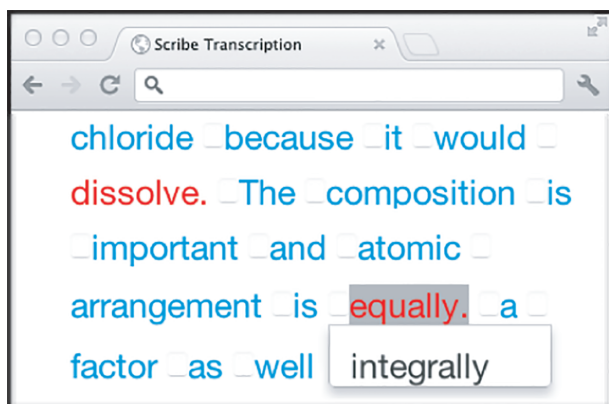 Scribe Transcription
chloride because it would
dissolve. The composition is
important and atomic
arrangement is equally. a
factor as well
integrally